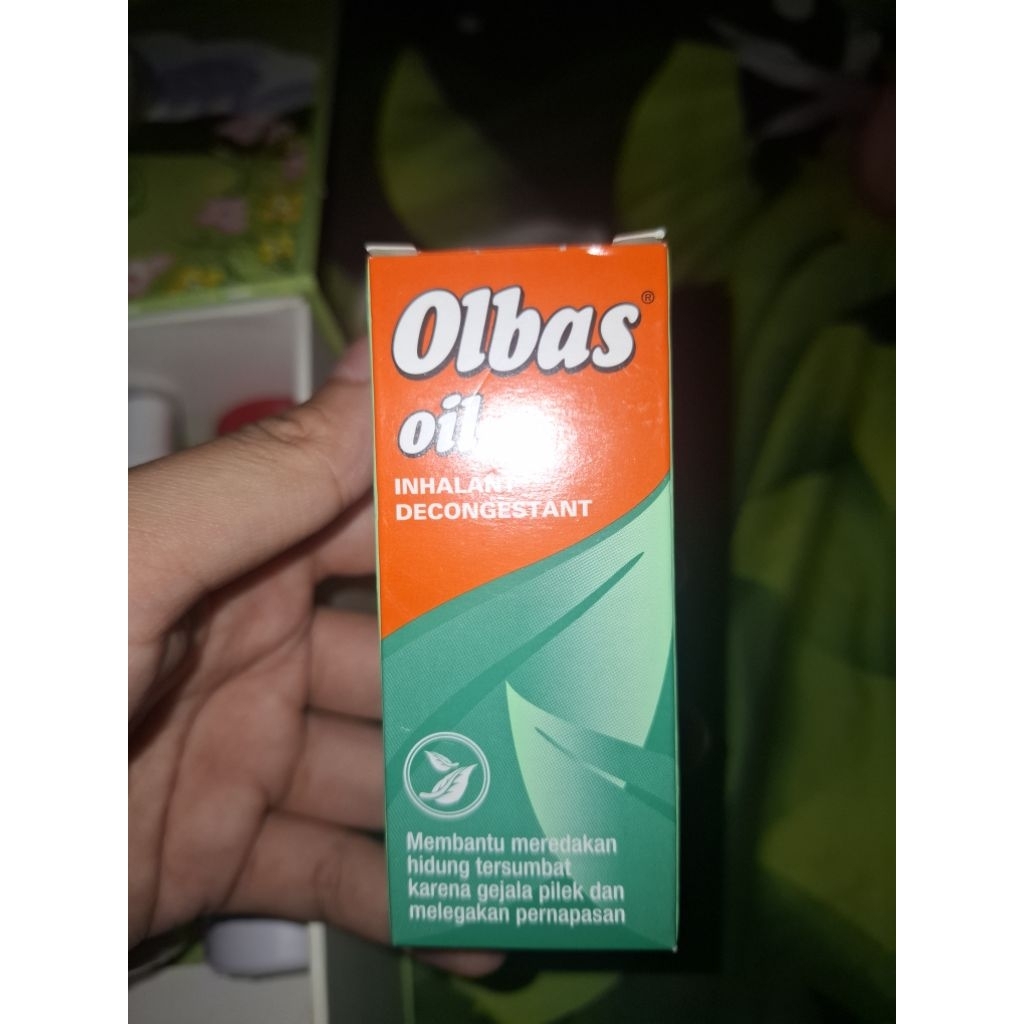 Olbas®
oil
INHALANT
DECONGESTANT
Membantu meredakan
hidung tersumbat
karena gejala pilek dan
melegakan pernapasan